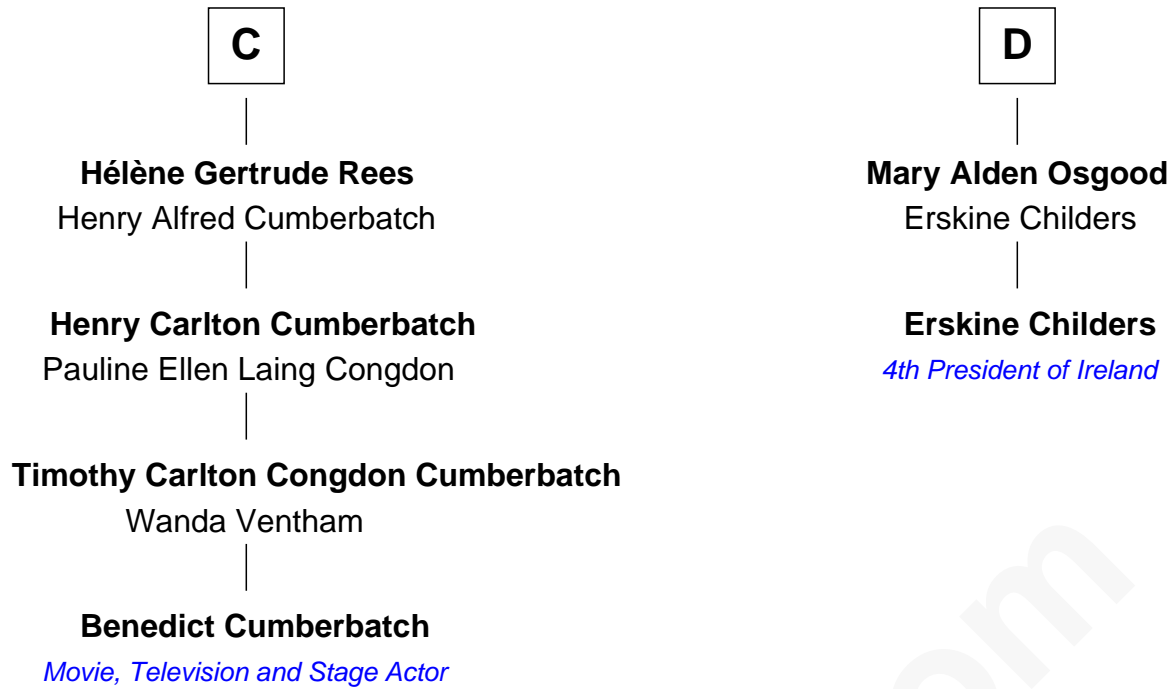 C
Hélène Gertrude Rees
Henry Alfred Cumberbatch
Henry Carlton Cumberbatch
Pauline Ellen Laing Congdon
Timothy Carlton Congdon Cumberbatch
Wanda Ventham
Benedict Cumberbatch
Movie, Television and Stage Actor
D
Mary Alden Osgood
Erskine Childers
Erskine Childers
4th President of Ireland
om